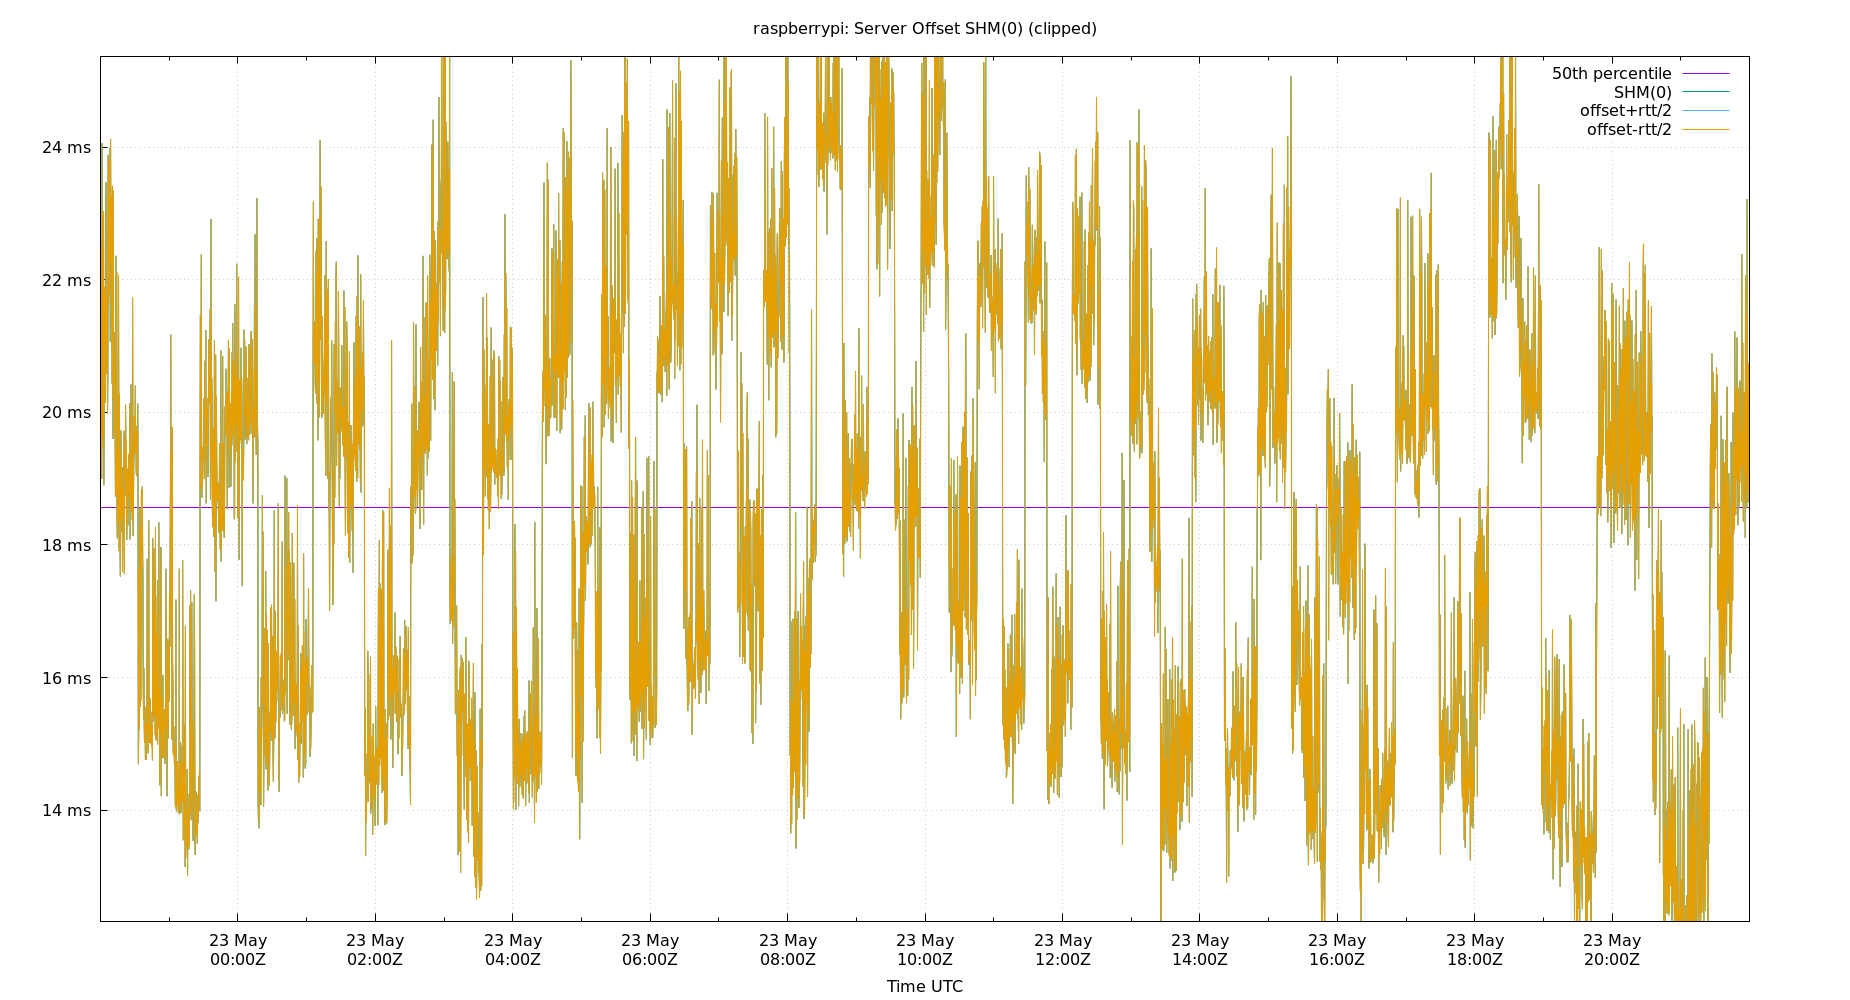 raspberrypi: Server Offset SHM(0) (clipped)
50th percentile
SHM(0)
offset+rtt/2
offset-rtt/2
24 ms
22 ms
20 ms
18 ms
16 ms
14 ms
23 May 23 May 23 May 23 May 23 May 23 May 23 May 23 May 23 May 23 May 23 May
00:00Z 02:00Z 04:00Z 06:00Z 08:00Z 10:00Z 12:00Z 14:00Z 16:00Z 18:00Z 20:00Z
Time UTC